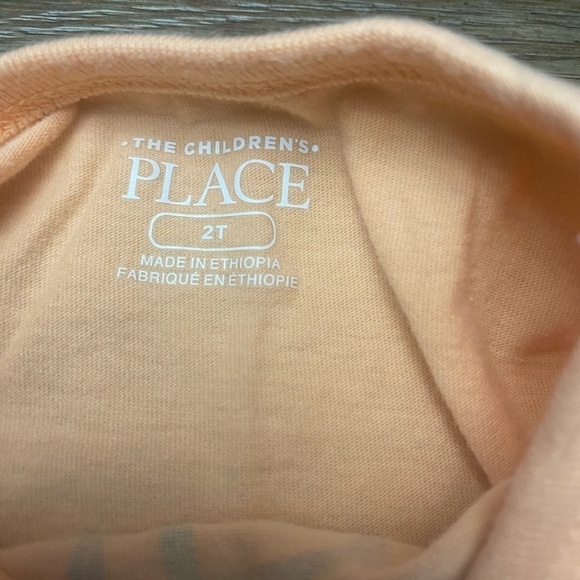 · THE CHILDREN'S ·
PLACE
2T
MADE IN ETHIOPIA
FABRIQUÉ EN ÉTHIOPIE